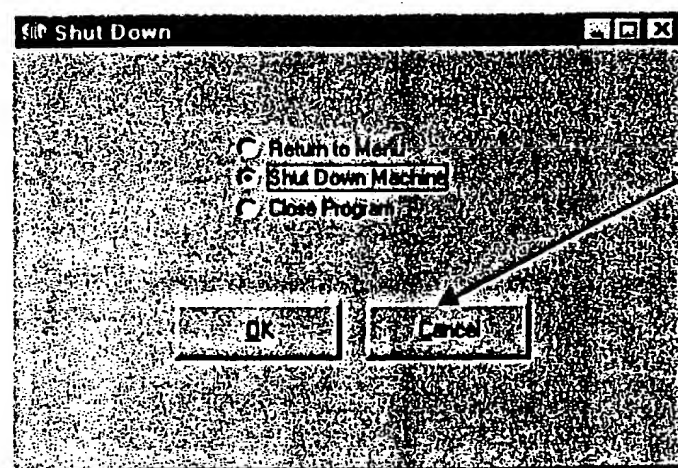 Shut Down
Return to Menu
Shut Down Machine
Close Program
OK
Cancel